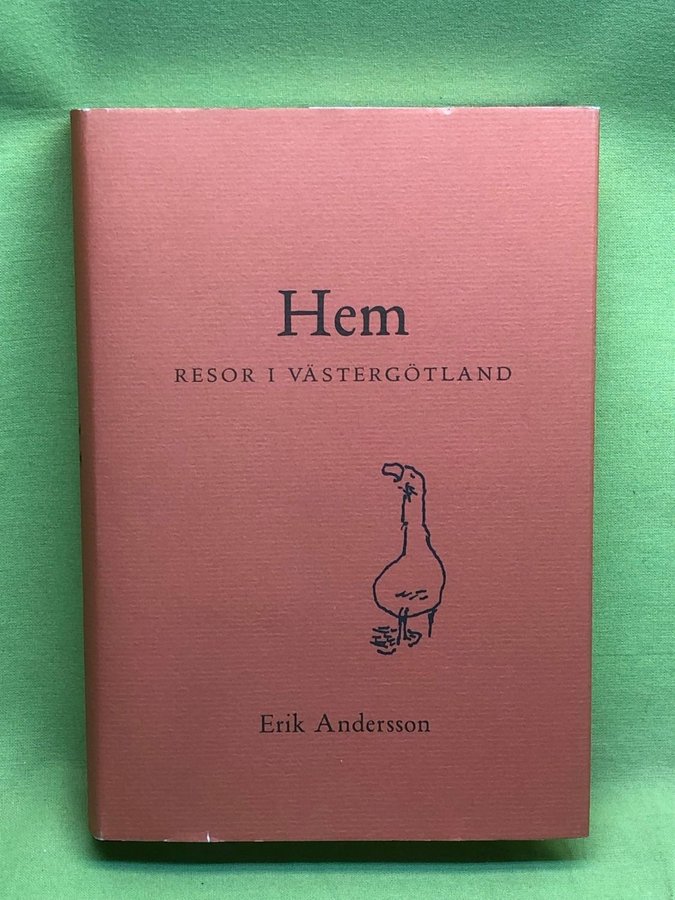 Hem
RESOR I VÄSTERGÖTLAND
Erik Andersson